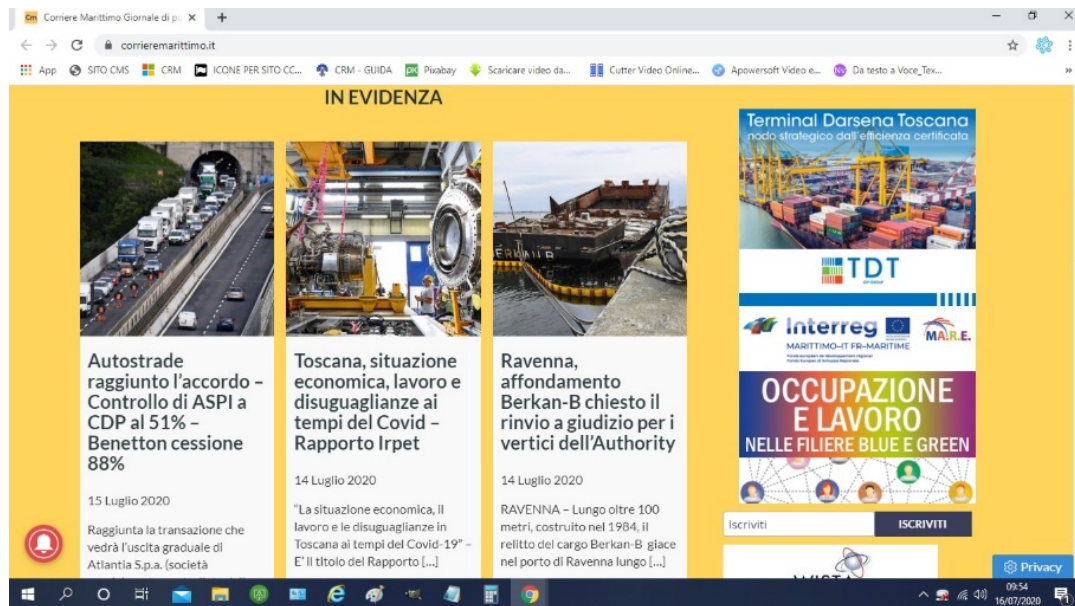 Corriere Marittimo Giornale di po
corrieremarittimo.it
App SITO CMS CRM ICONE PER SITO CC... CRM - GUIDA Pixabay Scaricare video da... Cutter Video Online... Apowersoft Video e... Da testo a Voce_Tex...
IN EVIDENZA
Autostrade
raggiunto l'accordo –
Controllo di ASPI a
CDP al 51% –
Benetton cessione
88%
15 Luglio 2020
Raggiunta la transazione che
vedrà l'uscita graduale di
Atlantia S.p.a. (società
Toscana, situazione
economica, lavoro e
disuguaglianze ai
tempi del Covid –
Rapporto Irpet
14 Luglio 2020
"La situazione economica, il
lavoro e le disuguaglianze in
Toscana ai tempi del Covid-19" –
E' il titolo del Rapporto [...]
Ravenna,
affondamento
Berkan-B chiesto il
rinvio a giudizio per i
vertici dell'Authority
14 Luglio 2020
RAVENNA – Lungo oltre 100
metri, costruito nel 1984, il
relitto del cargo Berkan-B giace
nel porto di Ravenna lungo [...]
Terminal Darsena Toscana
nodo strategico dall'efficienza certificata
TDT
Interreg
MARITTIMO-IT FR-MARITIME
MA.R.E.
OCCUPAZIONE
E LAVORO
NELLE FILIERE BLUE E GREEN
Iscriviti
ISCRIVITI
Privacy
09:54
16/07/2020